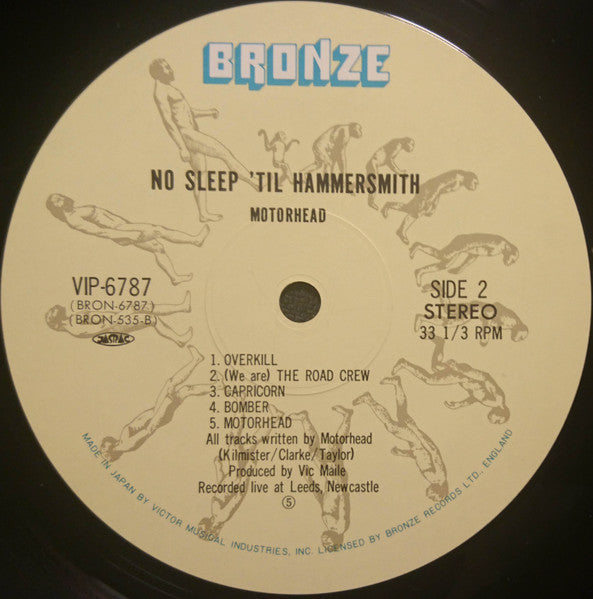 BRONZE
NO SLEEP 'TIL HAMMERSMITH
MOTORHEAD
VIP-6787
(BRON-6787)
(BRON-535-B)
JASRAC
SIDE 2
STEREO
33 1/3 RPM
1. OVERKILL
2. (We are) THE ROAD CREW
3. CAPRICORN
4. BOMBER
5. MOTORHEAD
All tracks written by Motorhead
(Kilmister/Clarke/Taylor)
Produced by Vic Maile
Recorded live at Leeds, Newcastle
⑤
MADE IN JAPAN BY VICTOR MUSICAL INDUSTRIES, INC. LICENSED BY BRONZE RECORDS LTD., ENGLAND